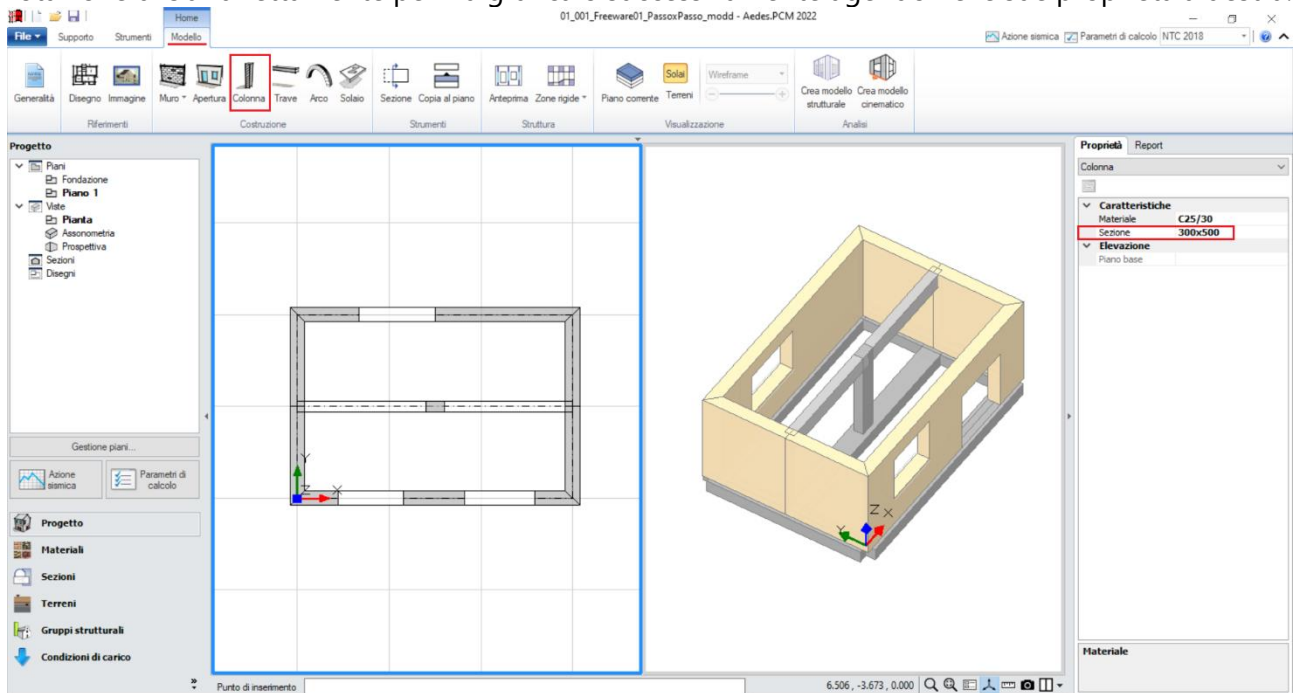 01_001_Freeware01_PassoxPasso_modd - Aedes.PCM 2022
Home
File Supporto Strumenti Modello
Azione sismica Parametri di calcolo NTC 2018
Generalità Disegno Immagine Muro Apertura Colonna Trave Arco Solaio Sezione Copia al piano Anteprima Zone rigide Piano corrente Solai Terreni Wireframe Crea modello strutturale Crea modello cinematico
Riferimenti Costruzione Strumenti Struttura Visualizzazione Analisi
Progetto
Piani
Fondazione
Piano 1
Viste
Pianta
Assonometria
Prospettiva
Sezioni
Disegni
Gestione piani...
Azione sismica
Parametri di calcolo
Progetto
Materiali
Sezioni
Terreni
Gruppi strutturali
Condizioni di carico
Y
Z X
Z X
Y
Proprietà Report
Colonna
Caratteristiche
Materiale C25/30
Sezione 300x500
Elevazione
Piano base
Materiale
Punto di inserimento
6.506 , -3.673 , 0.000